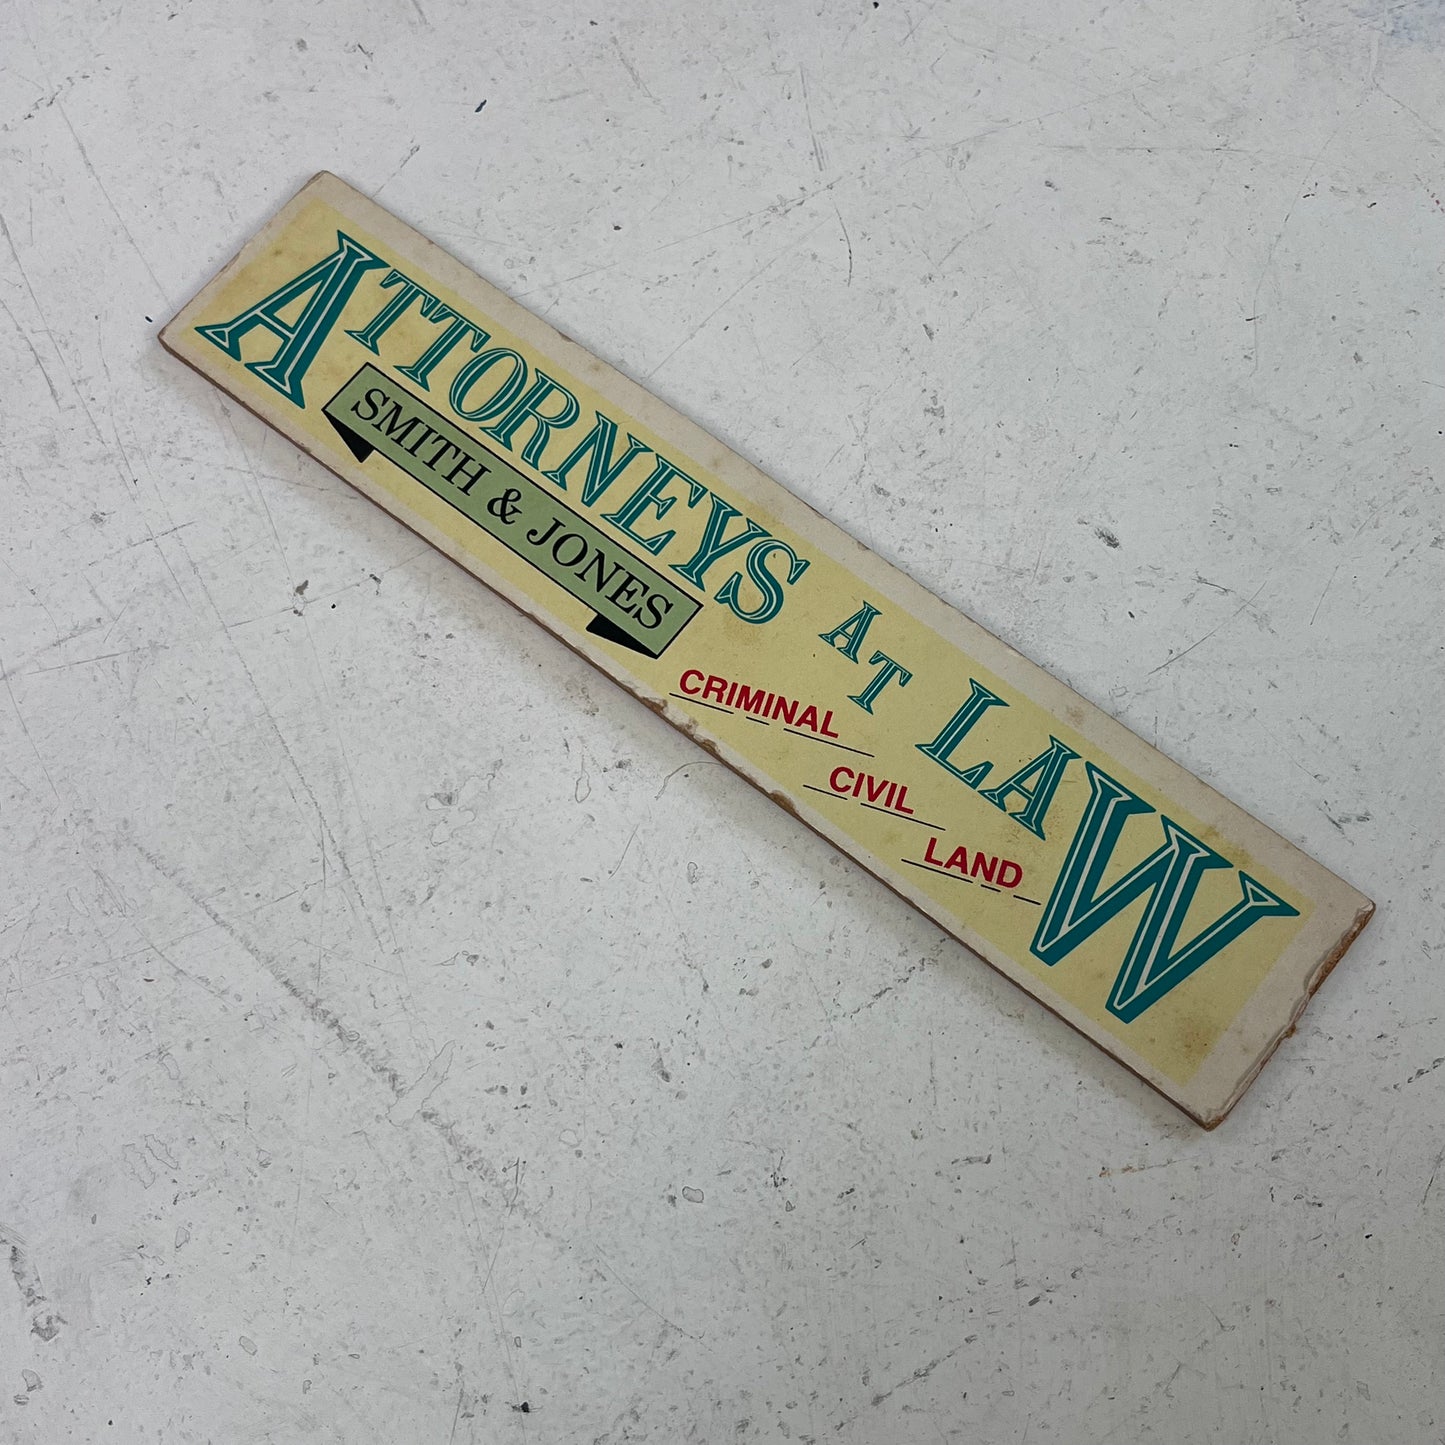 ATTORNEYS AT LAW
SMITH & JONES
CRIMINAL
CIVIL
LAND